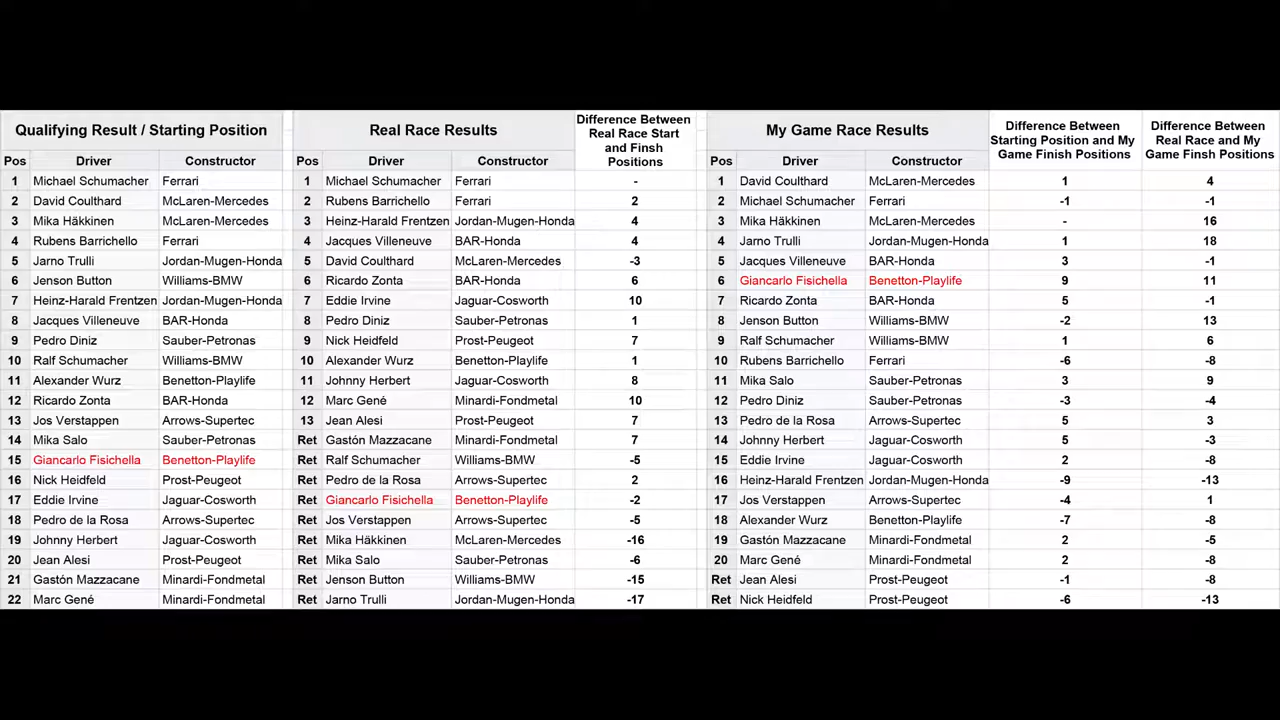 Qualifying Result / Starting Position Real Race Results Difference Between Real Race Start and Finsh Positions My Game Race Results Difference Between Starting Position and My Game Finish Positions Difference Between Real Race and My Game Finsh Positions
Pos Driver Constructor Pos Driver Constructor Pos Driver Constructor
1 Michael Schumacher Ferrari 1 Michael Schumacher Ferrari - 1 David Coulthard McLaren-Mercedes 1 4
2 David Coulthard McLaren-Mercedes 2 Rubens Barrichello Ferrari 2 2 Michael Schumacher Ferrari -1 -1
3 Mika Häkkinen McLaren-Mercedes 3 Heinz-Harald Frentzen Jordan-Mugen-Honda 4 3 Mika Häkkinen McLaren-Mercedes - 16
4 Rubens Barrichello Ferrari 4 Jacques Villeneuve BAR-Honda 4 4 Jarno Trulli Jordan-Mugen-Honda 1 18
5 Jarno Trulli Jordan-Mugen-Honda 5 David Coulthard McLaren-Mercedes -3 5 Jacques Villeneuve BAR-Honda 3 -1
6 Jenson Button Williams-BMW 6 Ricardo Zonta BAR-Honda 6 6 Giancarlo Fisichella Benetton-Playlife 9 11
7 Heinz-Harald Frentzen Jordan-Mugen-Honda 7 Eddie Irvine Jaguar-Cosworth 10 7 Ricardo Zonta BAR-Honda 5 -1
8 Jacques Villeneuve BAR-Honda 8 Pedro Diniz Sauber-Petronas 1 8 Jenson Button Williams-BMW -2 13
9 Pedro Diniz Sauber-Petronas 9 Nick Heidfeld Prost-Peugeot 7 9 Ralf Schumacher Williams-BMW 1 6
10 Ralf Schumacher Williams-BMW 10 Alexander Wurz Benetton-Playlife 1 10 Rubens Barrichello Ferrari -6 -8
11 Alexander Wurz Benetton-Playlife 11 Johnny Herbert Jaguar-Cosworth 8 11 Mika Salo Sauber-Petronas 3 9
12 Ricardo Zonta BAR-Honda 12 Marc Gené Minardi-Fondmetal 10 12 Pedro Diniz Sauber-Petronas -3 -4
13 Jos Verstappen Arrows-Supertec 13 Jean Alesi Prost-Peugeot 7 13 Pedro de la Rosa Arrows-Supertec 5 3
14 Mika Salo Sauber-Petronas Ret Gastón Mazzacane Minardi-Fondmetal 7 14 Johnny Herbert Jaguar-Cosworth 5 -3
15 Giancarlo Fisichella Benetton-Playlife Ret Ralf Schumacher Williams-BMW -5 15 Eddie Irvine Jaguar-Cosworth 2 -8
16 Nick Heidfeld Prost-Peugeot Ret Pedro de la Rosa Arrows-Supertec 2 16 Heinz-Harald Frentzen Jordan-Mugen-Honda -9 -13
17 Eddie Irvine Jaguar-Cosworth Ret Giancarlo Fisichella Benetton-Playlife -2 17 Jos Verstappen Arrows-Supertec -4 1
18 Pedro de la Rosa Arrows-Supertec Ret Jos Verstappen Arrows-Supertec -5 18 Alexander Wurz Benetton-Playlife -7 -8
19 Johnny Herbert Jaguar-Cosworth Ret Mika Häkkinen McLaren-Mercedes -16 19 Gastón Mazzacane Minardi-Fondmetal 2 -5
20 Jean Alesi Prost-Peugeot Ret Mika Salo Sauber-Petronas -6 20 Marc Gené Minardi-Fondmetal 2 -8
21 Gastón Mazzacane Minardi-Fondmetal Ret Jenson Button Williams-BMW -15 Ret Jean Alesi Prost-Peugeot -1 -8
22 Marc Gené Minardi-Fondmetal Ret Jarno Trulli Jordan-Mugen-Honda -17 Ret Nick Heidfeld Prost-Peugeot -6 -13